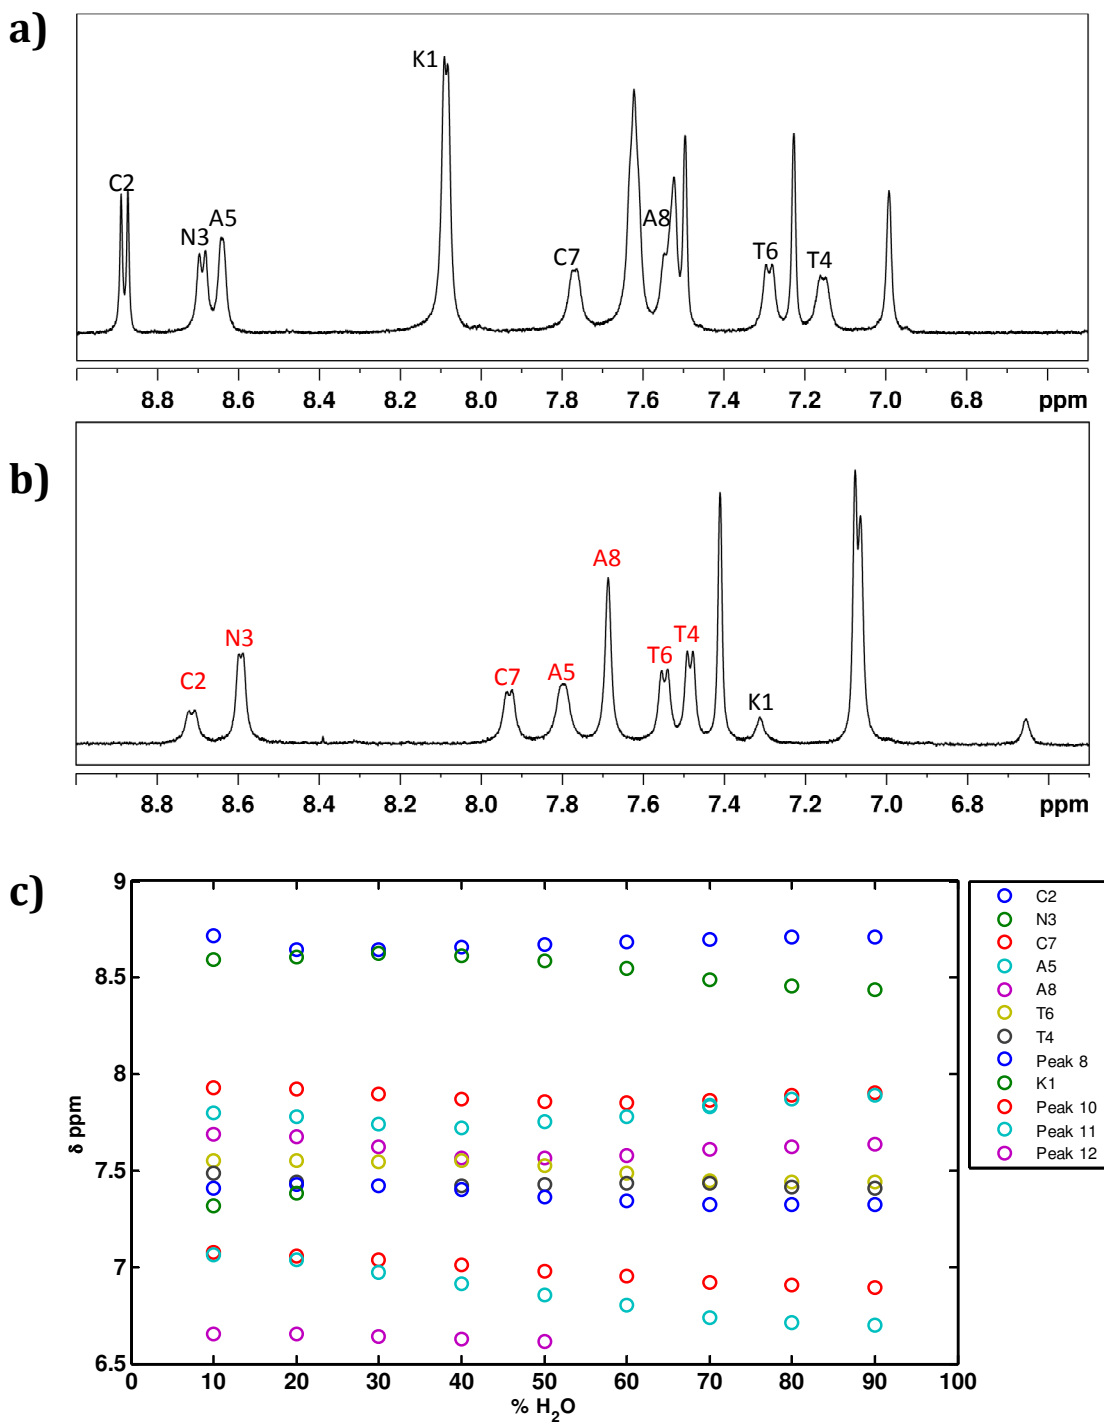 a)
K1
C2
N3
A5
C7
A8
T6
T4
8.8 8.6 8.4 8.2 8.0 7.8 7.6 7.4 7.2 7.0 6.8 ppm
b)
C2
N3
C7
A5
A8
T6
T4
K1
8.8 8.6 8.4 8.2 8.0 7.8 7.6 7.4 7.2 7.0 6.8 ppm
c)
9
8.5
8
7.5
7
6.5
δ ppm
0 10 20 30 40 50 60 70 80 90 100
% H₂O
C2
N3
C7
A5
A8
T6
T4
Peak 8
K1
Peak 10
Peak 11
Peak 12